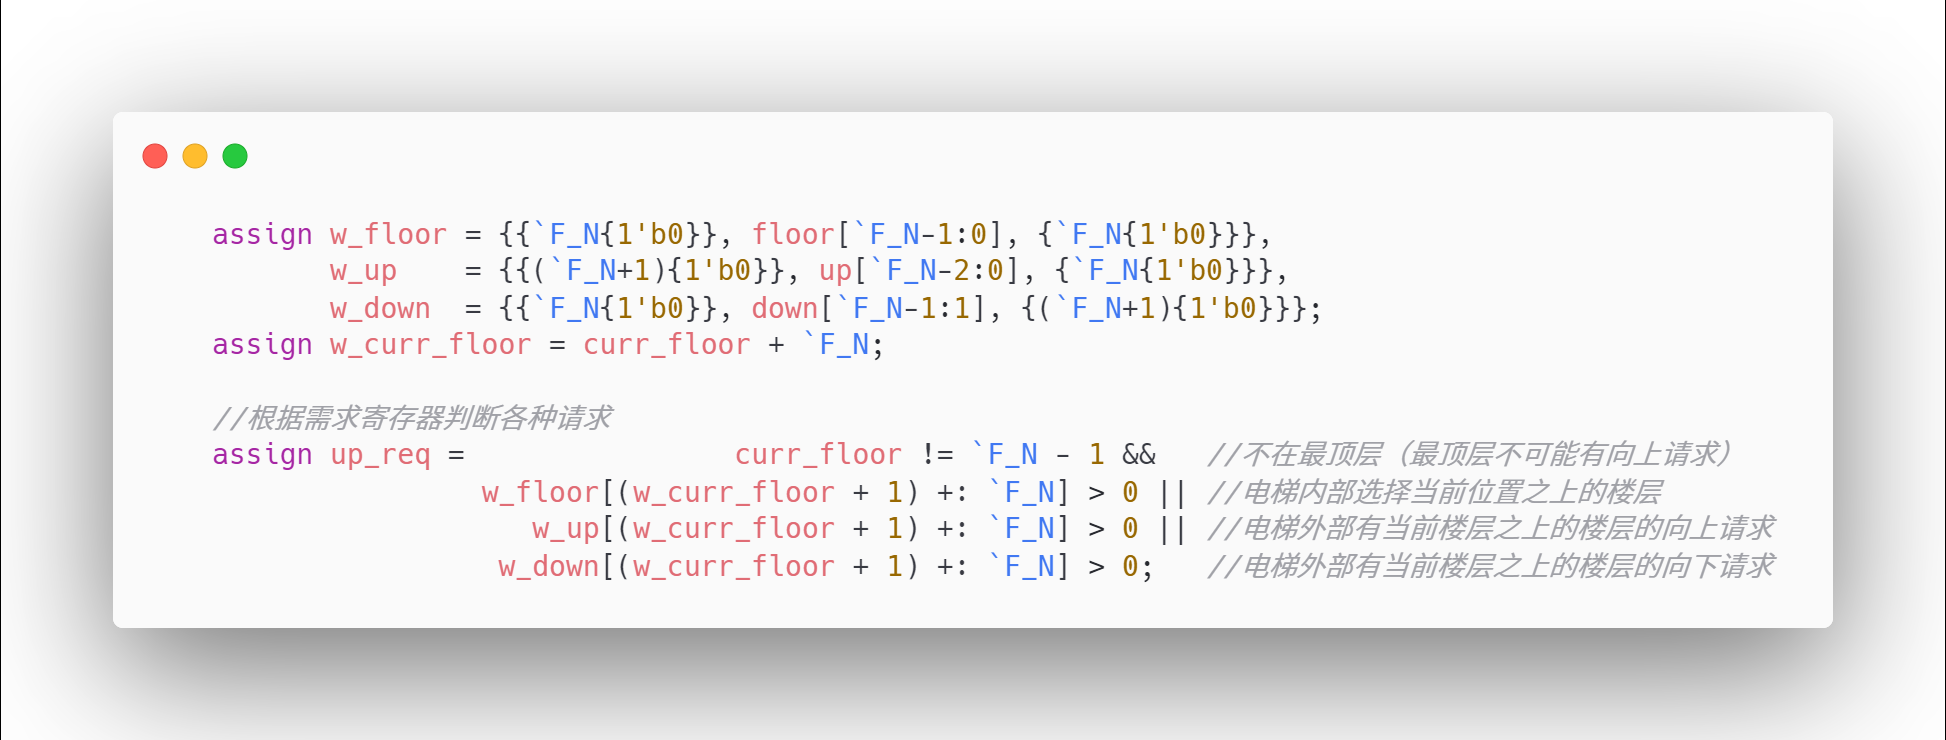 assign w_floor = {{`F_N{1'b0}}, floor[`F_N-1:0], {`F_N{1'b0}}},
       w_up    = {{(`F_N+1){1'b0}}, up[`F_N-2:0], {`F_N{1'b0}}},
       w_down  = {{`F_N{1'b0}}, down[`F_N-1:1], {(`F_N+1){1'b0}}};
assign w_curr_floor = curr_floor + `F_N;
//根据需求寄存器判断各种请求
assign up_req =                curr_floor != `F_N - 1 &&   //不在最顶层（最顶层不可能有向上请求）
                w_floor[(w_curr_floor + 1) +: `F_N] > 0 || //电梯内部选择当前位置之上的楼层
                   w_up[(w_curr_floor + 1) +: `F_N] > 0 || //电梯外部有当前楼层之上的楼层的向上请求
                 w_down[(w_curr_floor + 1) +: `F_N] > 0;   //电梯外部有当前楼层之上的楼层的向下请求